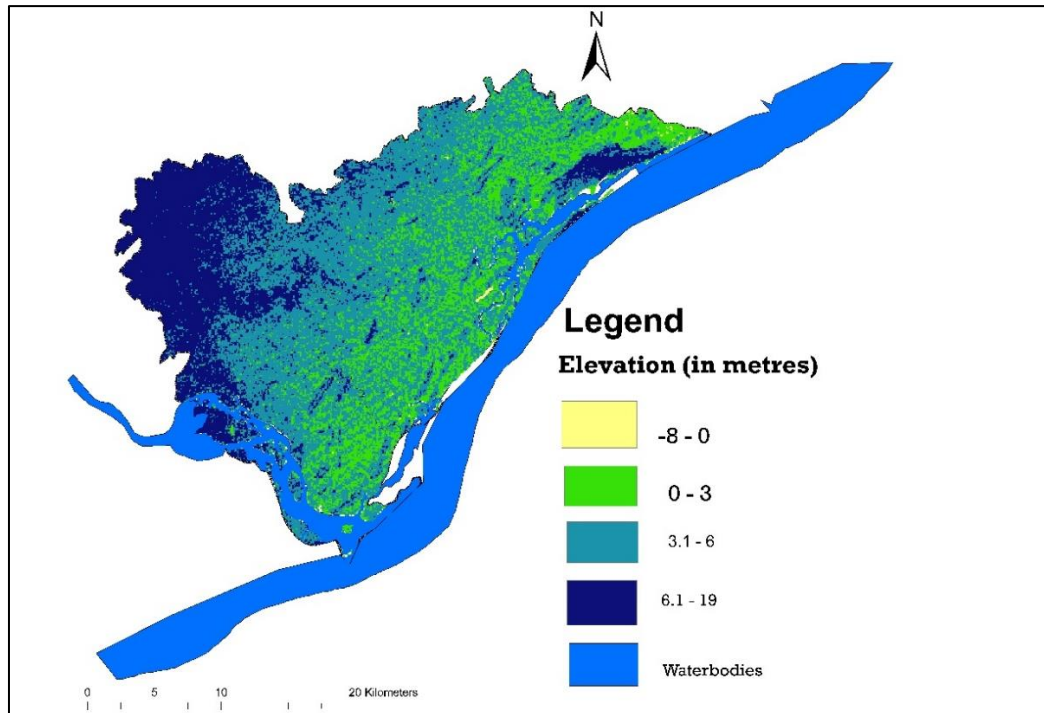 N
Legend
Elevation (in metres)
-8 - 0
0 - 3
3.1 - 6
6.1 - 19
Waterbodies
0 5 10 20 Kilometers